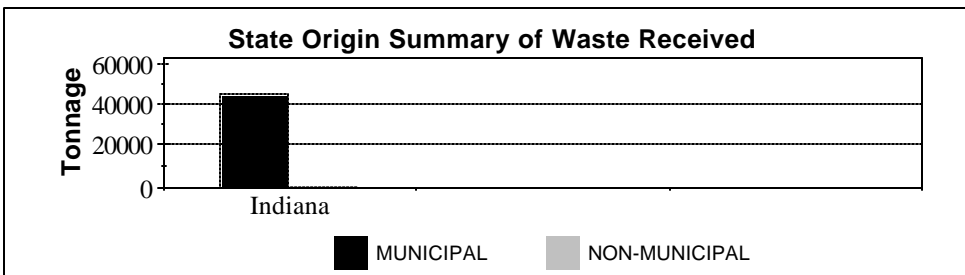 State Origin Summary of Waste Received
Tonnage
60000
40000
20000
0
Indiana
MUNICIPAL NON-MUNICIPAL